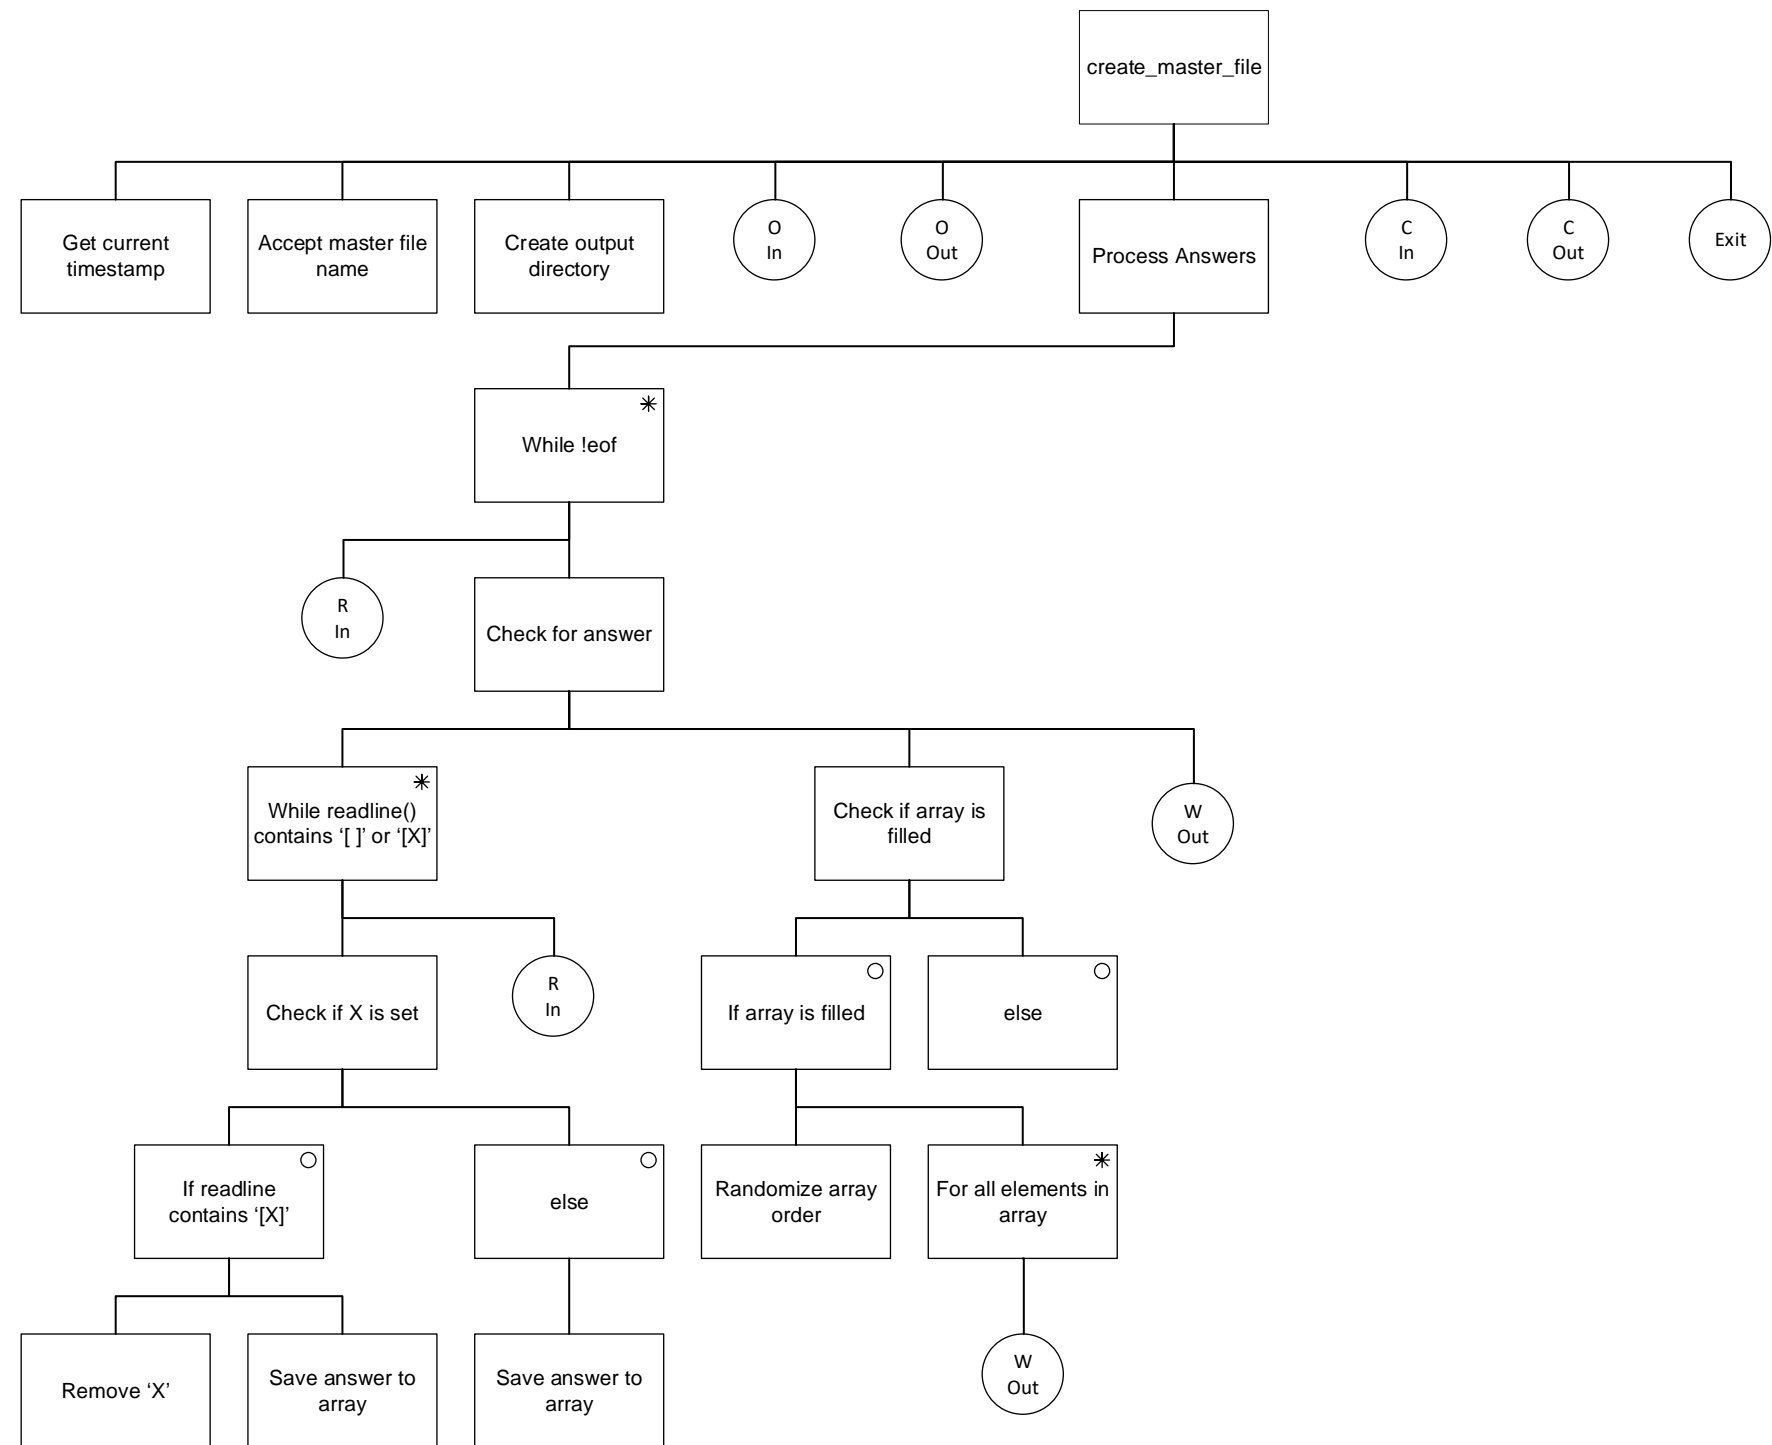 create_master_file
Get current
timestamp
Accept master file
name
Create output
directory
O
In
O
Out
Process Answers
C
In
C
Out
Exit
While !eof
R
In
Check for answer
While readline()
contains ‘[ ]’ or ‘[X]’
Check if array is
filled
W
Out
Check if X is set
R
In
If array is filled
else
If readline
contains ‘[X]’
else
Randomize array
order
For all elements in
array
Remove ‘X’
Save answer to
array
Save answer to
array
W
Out